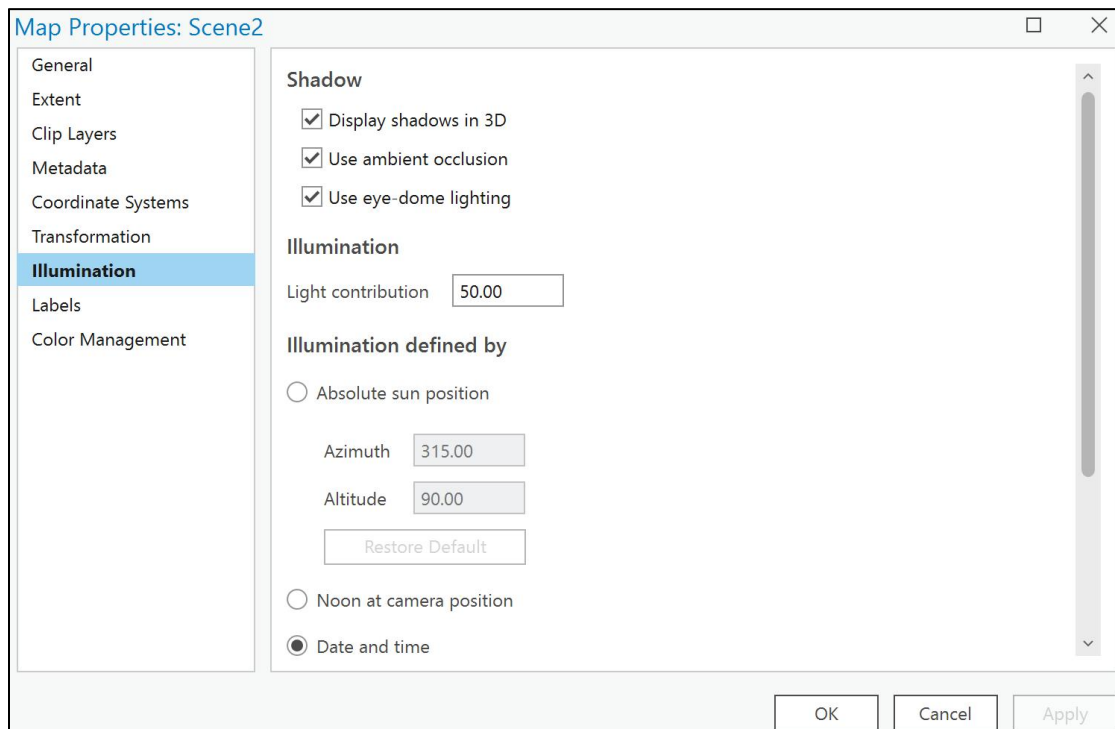 Map Properties: Scene2
General
Extent
Clip Layers
Metadata
Coordinate Systems
Transformation
Illumination
Labels
Color Management
Shadow
Display shadows in 3D
Use ambient occlusion
Use eye-dome lighting
Illumination
Light contribution 50.00
Illumination defined by
Absolute sun position
Azimuth 315.00
Altitude 90.00
Restore Default
Noon at camera position
Date and time
OK Cancel Apply